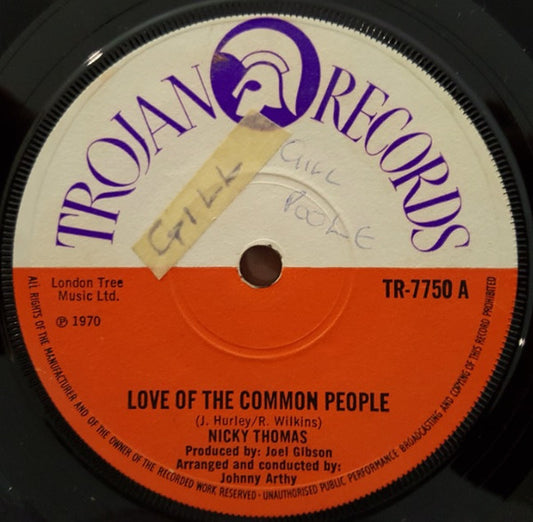 TROJAN RECORDS
GILL
GILL
POOLE
London Tree
Music Ltd.
℗ 1970
TR-7750 A
LOVE OF THE COMMON PEOPLE
(J. Hurley/R. Wilkins)
NICKY THOMAS
Produced by: Joel Gibson
Arranged and conducted by:
Johnny Arthy
ALL RIGHTS OF THE MANUFACTURER AND OF THE OWNER OF THE RECORDED WORK RESERVED - UNAUTHORISED PUBLIC PERFORMANCE BROADCASTING AND COPYING OF THIS RECORD PROHIBITED